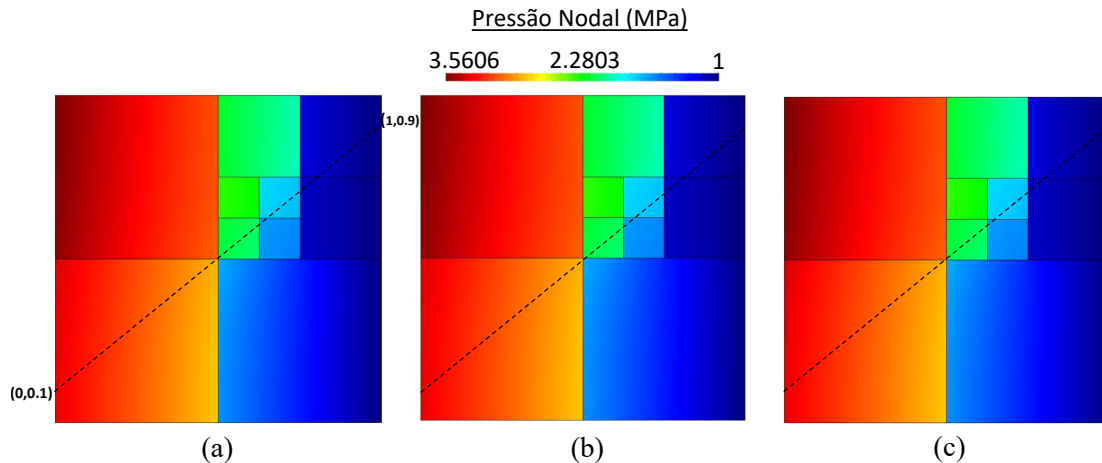 Pressão Nodal (MPa)
3.5606 2.2803 1
(1,0.9)
(0,0.1)
(a) (b) (c)